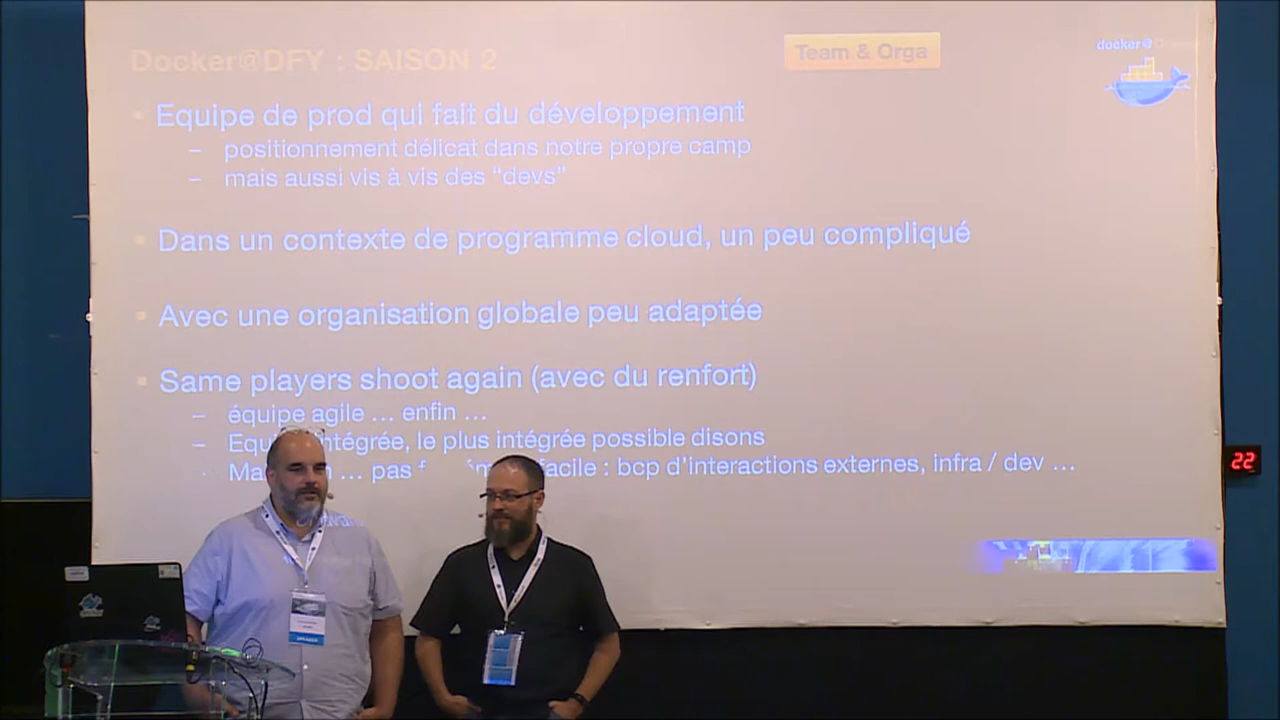 Docker@DFY : SAISON 2
Team & Orga
docker@
Equipe de prod qui fait du développement
– positionnement délicat dans notre propre camp
– mais aussi vis à vis des “devs”
Dans un contexte de programme cloud, un peu compliqué
Avec une organisation globale peu adaptée
Same players shoot again (avec du renfort)
– équipe agile … enfin …
– intégrée, le plus intégrée possible disons
… pas facile : bcp d’interactions externes, infra / dev …
22
SPEAKER